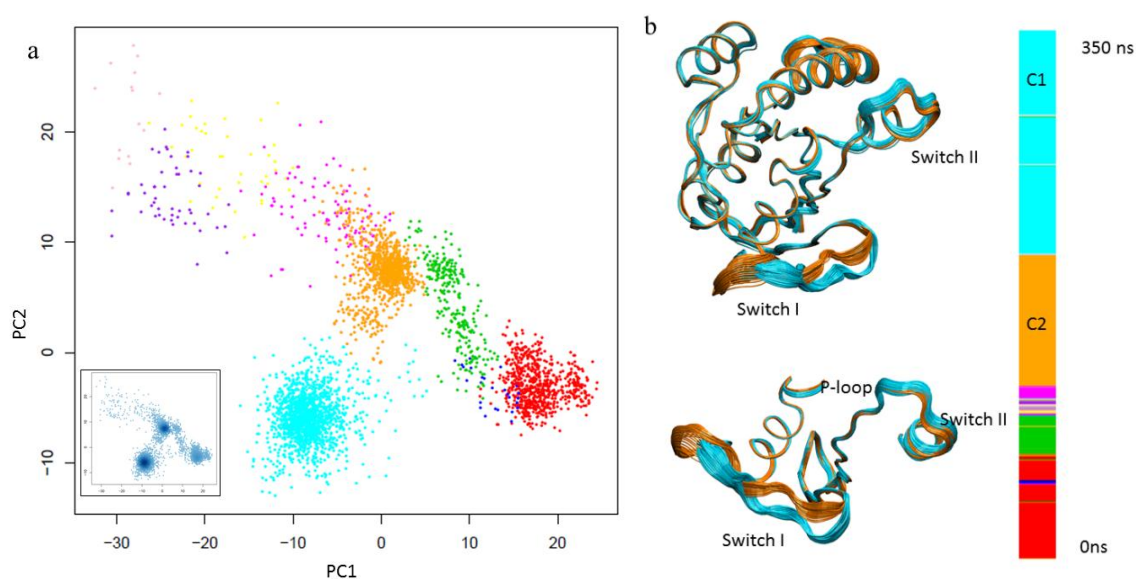 a
PC2
20
10
0
−10
−30
−20
−10
0
10
20
PC1
b
Switch II
Switch I
P-loop
Switch II
Switch I
350 ns
C1
C2
0ns